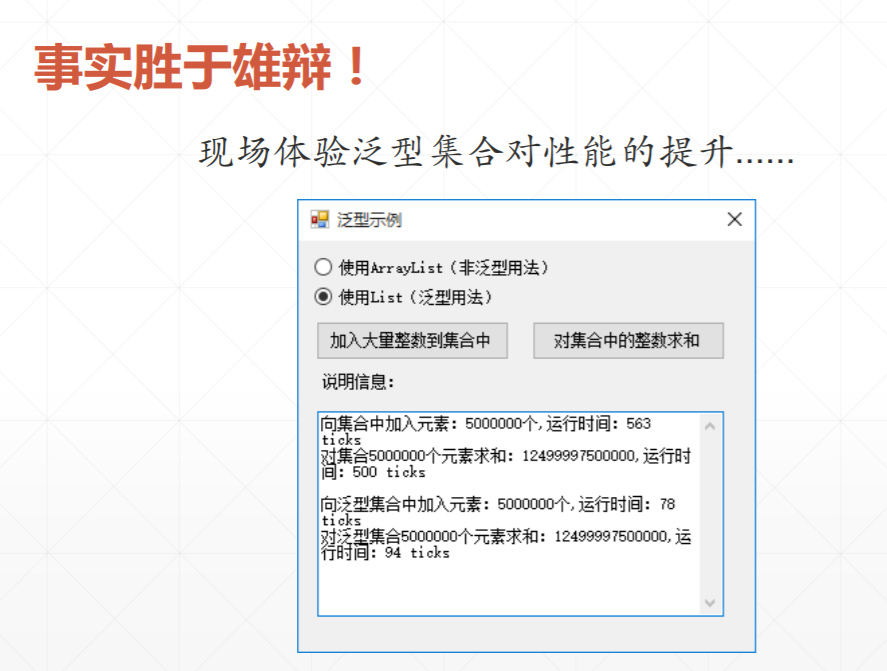 事实胜于雄辩！
现场体验泛型集合对性能的提升......
泛型示例
使用ArrayList（非泛型用法）
使用List（泛型用法）
加入大量整数到集合中
对集合中的整数求和
说明信息：
向集合中加入元素：5000000个,运行时间：563
ticks
对集合5000000个元素求和：12499997500000,运行时
间：500 ticks
向泛型集合中加入元素：5000000个,运行时间：78
ticks
对泛型集合5000000个元素求和：12499997500000,运
行时间：94 ticks